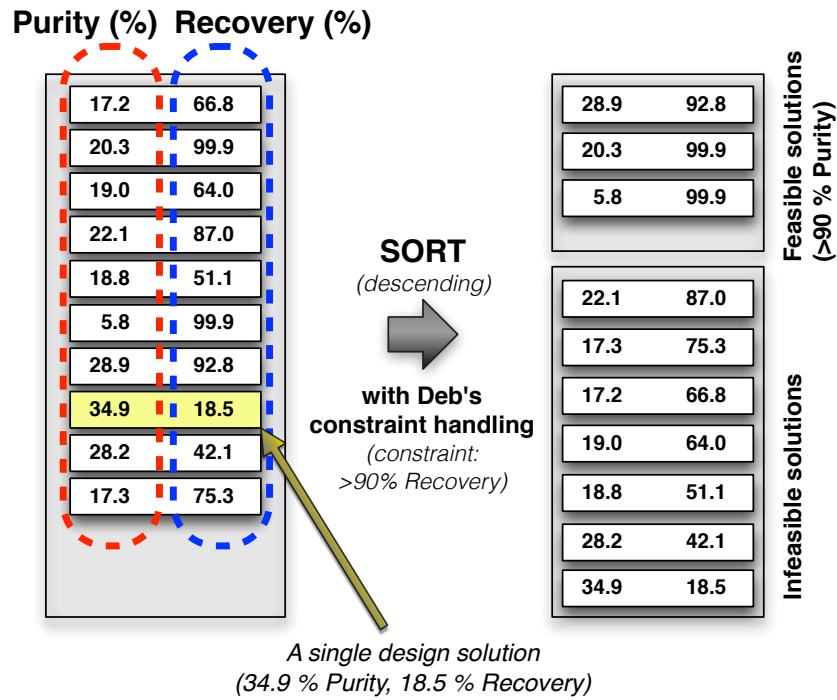 Purity (%) Recovery (%)
17.2 66.8
20.3 99.9
19.0 64.0
22.1 87.0
18.8 51.1
5.8 99.9
28.9 92.8
34.9 18.5
28.2 42.1
17.3 75.3
SORT
(descending)
with Deb's
constraint handling
(constraint:
>90% Recovery)
28.9 92.8
20.3 99.9
5.8 99.9
Feasible solutions
(>90 % Purity)
22.1 87.0
17.3 75.3
17.2 66.8
19.0 64.0
18.8 51.1
28.2 42.1
34.9 18.5
Infeasible solutions
A single design solution
(34.9 % Purity, 18.5 % Recovery)